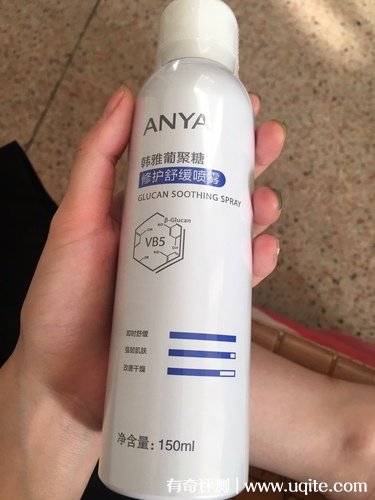 ANYA
韩雅葡聚糖
修护舒缓喷雾
GLUCAN SOOTHING SPRAY
β-Glucan
VB5
即时舒缓
强韧肌肤
改善干燥
净含量: 150ml
有奇评测 | www.uqite.com